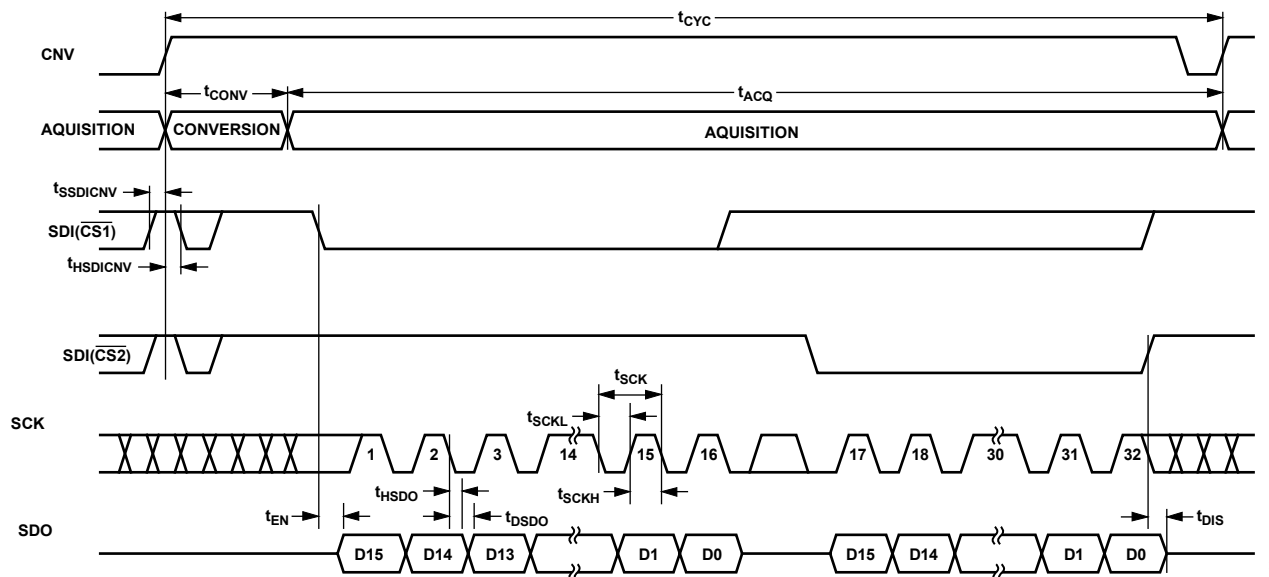 tCYC
CNV
tCONV
tACQ
AQUISITION
CONVERSION
AQUISITION
tSSDICNV
SDI(CS1)
tHSDICNV
SDI(CS2)
tSCK
tSCKL
SCK
1 2 3 14 15 16 17 18 30 31 32
tHSDO
tSCKH
tEN
tDSDO
tDIS
SDO
D15 D14 D13 D1 D0 D15 D14 D1 D0